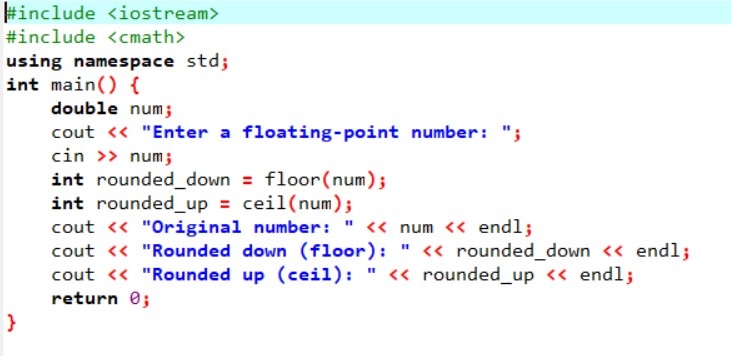 #include <iostream>
#include <cmath>
using namespace std;
int main() {
    double num;
    cout << "Enter a floating-point number: ";
    cin >> num;
    int rounded_down = floor(num);
    int rounded_up = ceil(num);
    cout << "Original number: " << num << endl;
    cout << "Rounded down (floor): " << rounded_down << endl;
    cout << "Rounded up (ceil): " << rounded_up << endl;
    return 0;
}